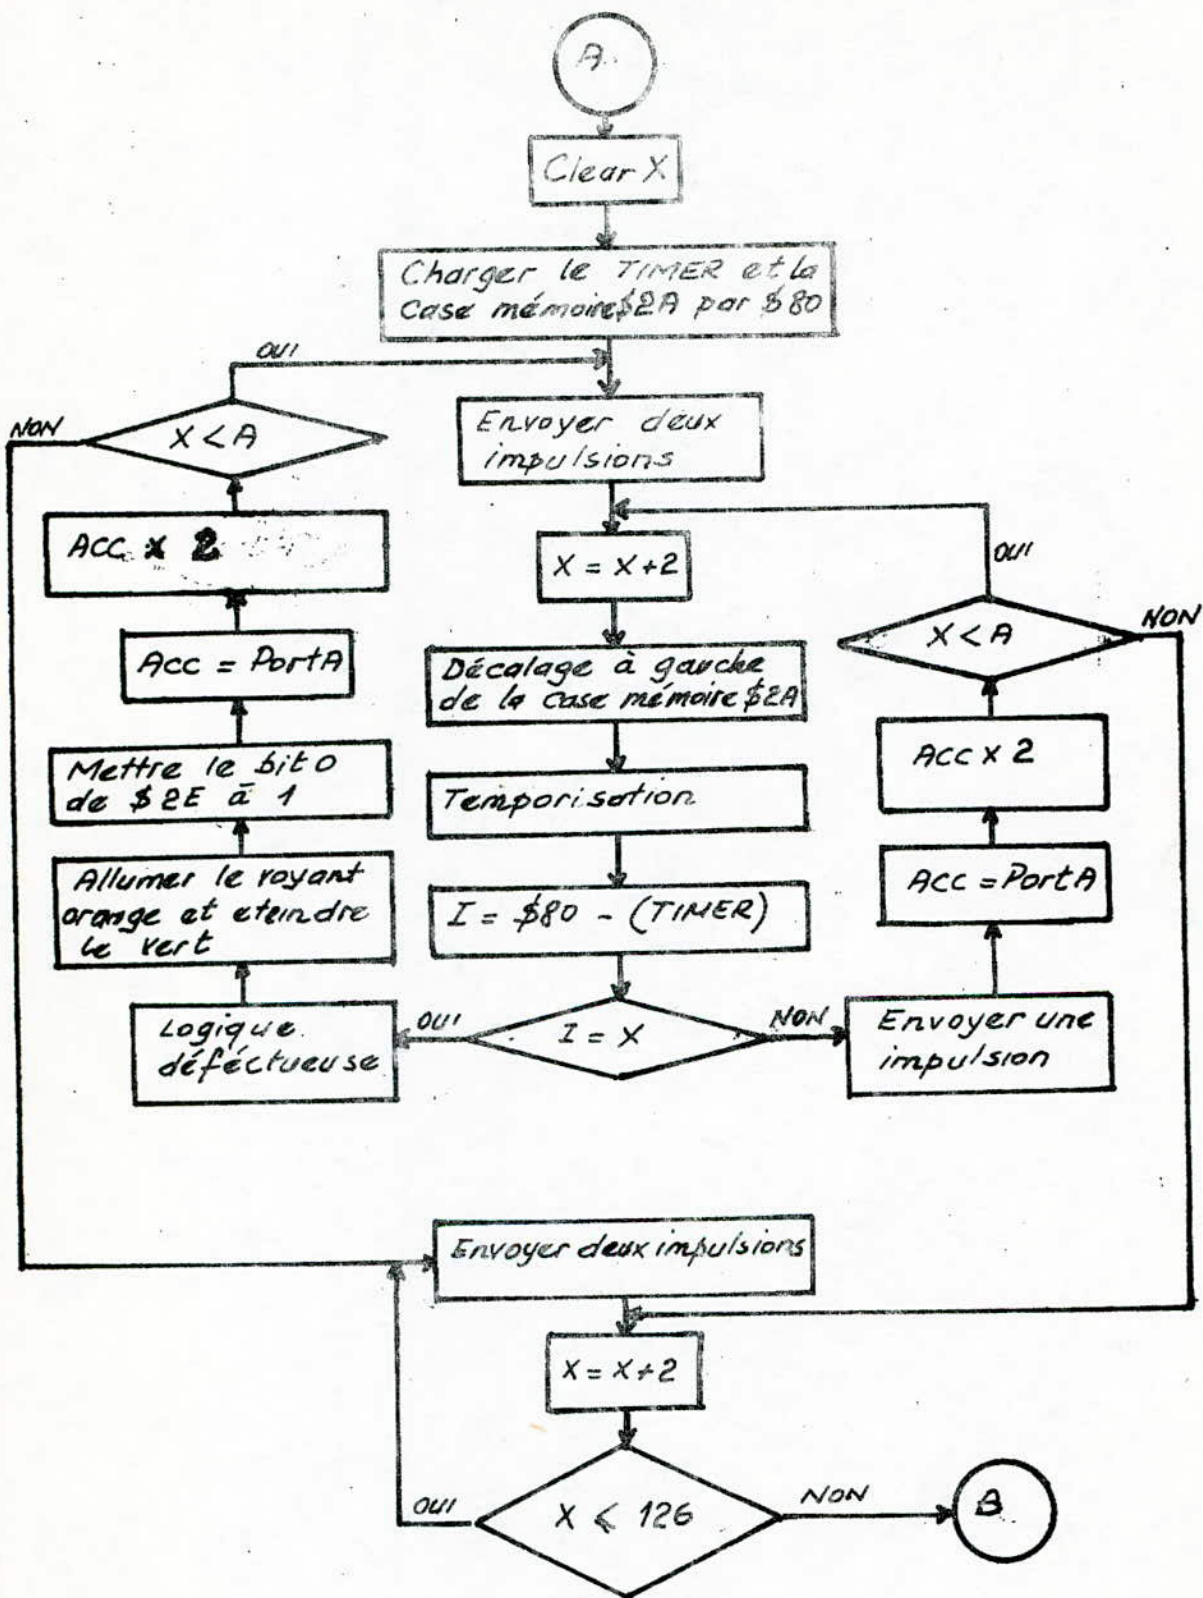 A.
Clear X
Charger le TIMER et la
Case mémoire $2A par $80
OUI
NON
X < A
Envoyer deux
impulsions
ACC x 2
X = X+2
OUI
X < A
NON
Acc = PortA
Décalage à gauche
de la case mémoire $2A
Acc x 2
Mettre le bit 0
de $2E à 1
Temporisation
Allumer le voyant
orange et eteindre
le vert
I = $80 - (TIMER)
Acc = PortA
Logique
déféctueuse
OUI
I = X
NON
Envoyer une
impulsion
Envoyer deux impulsions
X = X+2
OUI
X ⩽ 126
NON
B